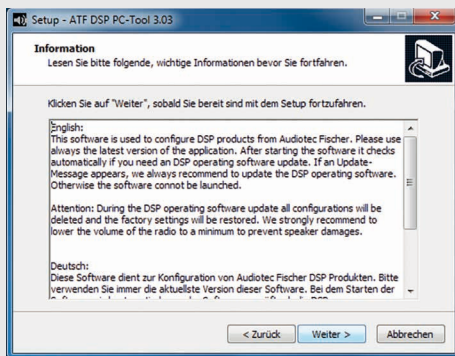 Setup - ATF DSP PC-Tool 3.03
Information
Lesen Sie bitte folgende, wichtige Informationen bevor Sie fortfahren.
Klicken Sie auf "Weiter", sobald Sie bereit sind mit dem Setup fortzufahren.
English:
This software is used to configure DSP products from Audiotec Fischer. Please use
always the latest version of the application. After starting the software it checks
automatically if you need an DSP operating software update. If an Update-
Message appears, we always recommend to update the DSP operating software.
Otherwise the software connot be launched.
Attention: During the DSP operating software update all configurations will be
deleted and the factory settings will be restored. We strongly recommend to
lower the volume of the radio to a minimum to prevent speaker damages.
Deutsch:
Diese Software dient zur Konfiguration von Audiotec Fischer DSP Produkten. Bitte
verwenden Sie immer die aktuellste Version dieser Software. Bei dem Starten der
< Zurück
Weiter >
Abbrechen